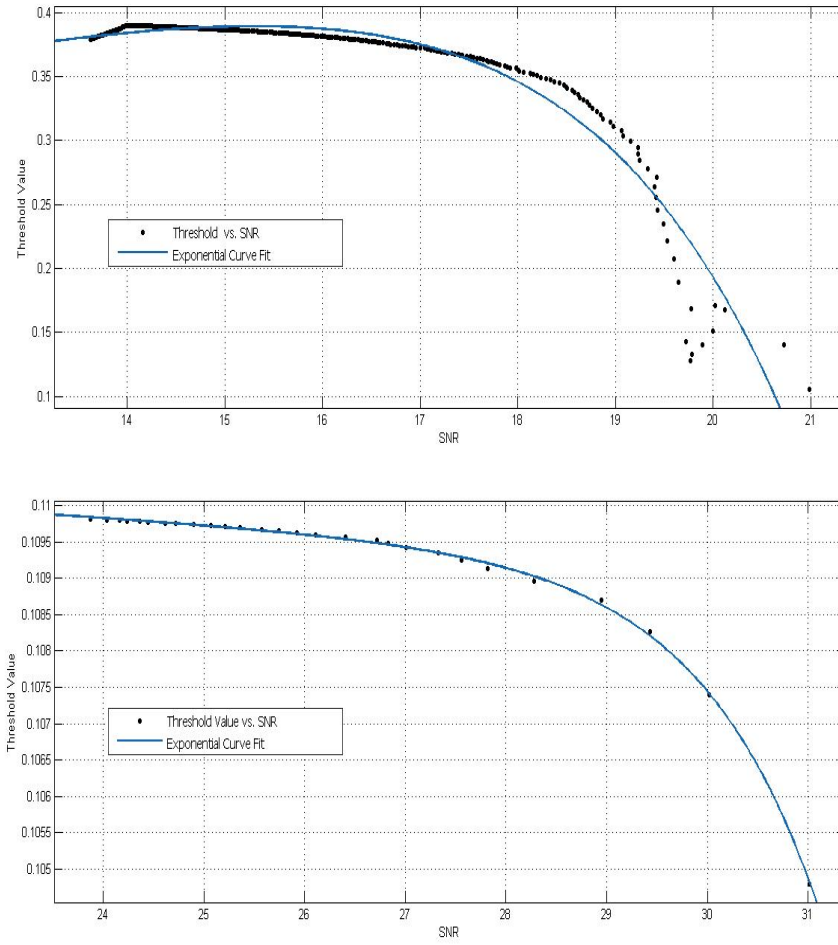 0.4
0.35
0.3
0.25
0.2
0.15
0.1
Threshold Value
Threshold vs. SNR
Exponential Curve Fit
14 15 16 17 18 19 20 21
SNR
0.11
0.1095
0.109
0.1085
0.108
0.1075
0.107
0.1065
0.106
0.1055
0.105
Threshold Value
Threshold Value vs. SNR
Exponential Curve Fit
24 25 26 27 28 29 30 31
SNR